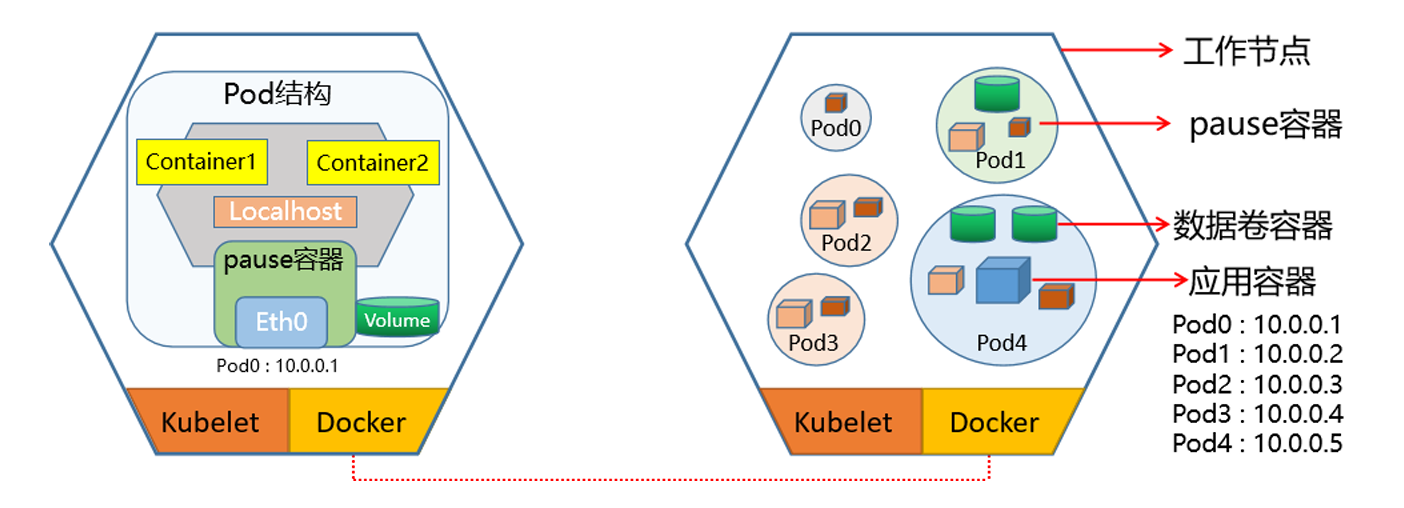 Pod结构
Container1
Container2
Localhost
pause容器
Eth0
Volume
Pod0 : 10.0.0.1
Kubelet
Docker
Pod0
Pod1
Pod2
Pod3
Pod4
Kubelet
Docker
工作节点
pause容器
数据卷容器
应用容器
Pod0 : 10.0.0.1
Pod1 : 10.0.0.2
Pod2 : 10.0.0.3
Pod3 : 10.0.0.4
Pod4 : 10.0.0.5